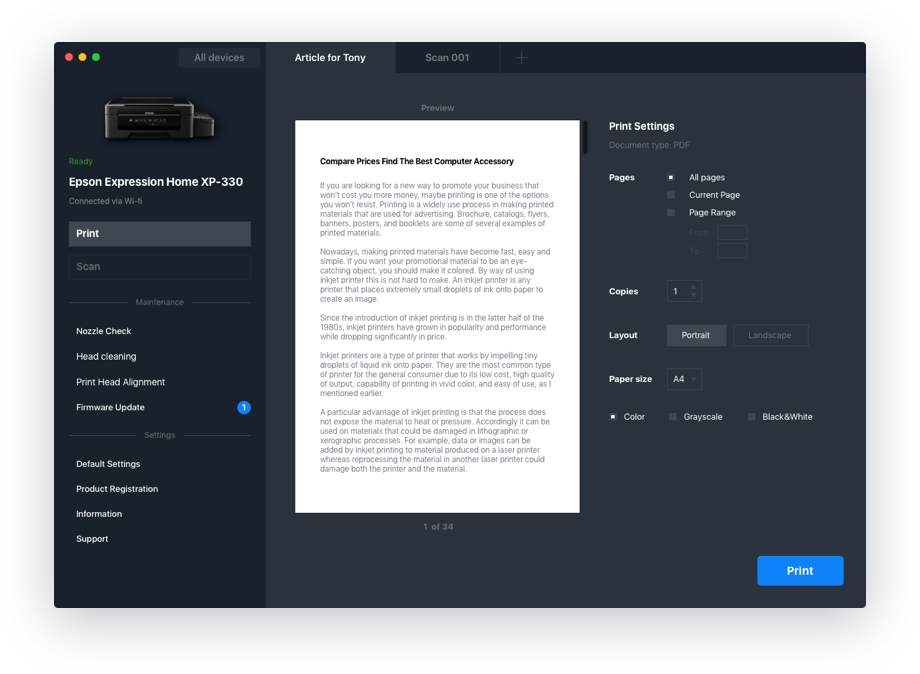 All devices
Article for Tony
Scan 001
EPSON
Ready
Epson Expression Home XP-330
Connected via Wi-fi
Print
Scan
Maintenance
Nozzle Check
Head cleaning
Print Head Alignment
Firmware Update 1
Settings
Default Settings
Product Registration
Information
Support
Preview
Compare Prices Find The Best Computer Accessory
If you are looking for a new way to promote your business that
won't cost you more money, maybe printing is one of the options
you won't resist. Printing is a widely use process in making printed
materials that are used for advertising. Brochure, catalogs, flyers,
banners, posters, and booklets are some of several examples of
printed materials.
Nowadays, making printed materials have become fast, easy and
simple. If you want your promotional material to be an eye-
catching object, you should make it colored. By way of using
inkjet printer this is not hard to make. An inkjet printer is any
printer that places extremely small droplets of ink onto paper to
create an image.
Since the introduction of inkjet printing is in the latter half of the
1980s, inkjet printers have grown in popularity and performance
while dropping significantly in price.
Inkjet printers are a type of printer that works by impelling tiny
droplets of liquid ink onto paper. They are the most common type
of printer for the general consumer due to its low cost, high quality
of output, capability of printing in vivid color, and easy of use, as I
mentioned earlier.
A particular advantage of inkjet printing is that the process does
not expose the material to heat or pressure. Accordingly it can be
used on materials that could be damaged in lithographic or
xerographic processes. For example, data or images can be
added by inkjet printing to material produced on a laser printer
whereas reprocessing the material in another laser printer could
damage both the printer and the material.
1 of 34
Print Settings
Document type: PDF
Pages
All pages
Current Page
Page Range
From
To
Copies
1
Layout
Portrait
Landscape
Paper size
A4
Color
Grayscale
Black&White
Print